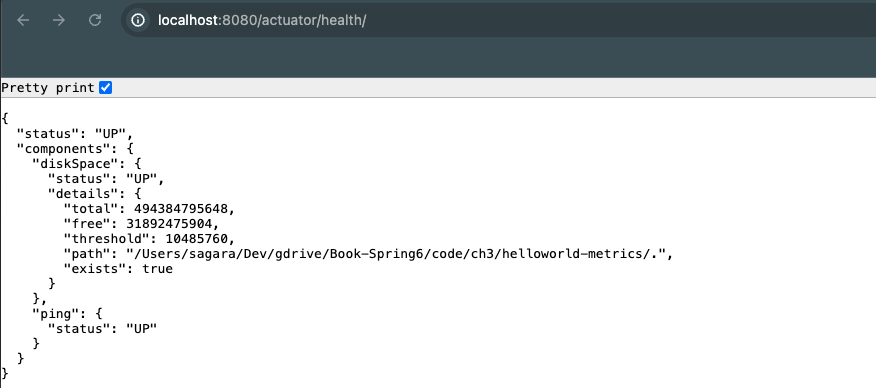 localhost:8080/actuator/health/
Pretty print
{
  "status": "UP",
  "components": {
    "diskSpace": {
      "status": "UP",
      "details": {
        "total": 494384795648,
        "free": 31892475904,
        "threshold": 10485760,
        "path": "/Users/sagara/Dev/gdrive/Book-Spring6/code/ch3/helloworld-metrics/.",
        "exists": true
      }
    },
    "ping": {
      "status": "UP"
    }
  }
}